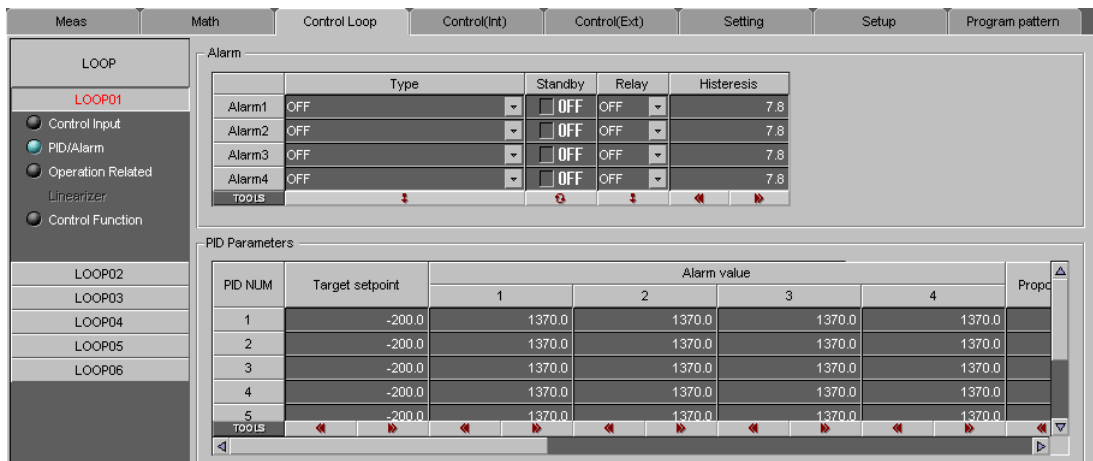 Meas Math Control Loop Control(Int) Control(Ext) Setting Setup Program pattern
LOOP
LOOP01
Control Input
PID/Alarm
Operation Related
Linearizer
Control Function
LOOP02
LOOP03
LOOP04
LOOP05
LOOP06
Alarm
Type Standby Relay Histeresis
Alarm1 OFF OFF OFF 7.8
Alarm2 OFF OFF OFF 7.8
Alarm3 OFF OFF OFF 7.8
Alarm4 OFF OFF OFF 7.8
TOOLS
PID Parameters
PID NUM Target setpoint Alarm value Propo
1 2 3 4
1 -200.0 1370.0 1370.0 1370.0 1370.0
2 -200.0 1370.0 1370.0 1370.0 1370.0
3 -200.0 1370.0 1370.0 1370.0 1370.0
4 -200.0 1370.0 1370.0 1370.0 1370.0
5 -200.0 1370.0 1370.0 1370.0 1370.0
TOOLS